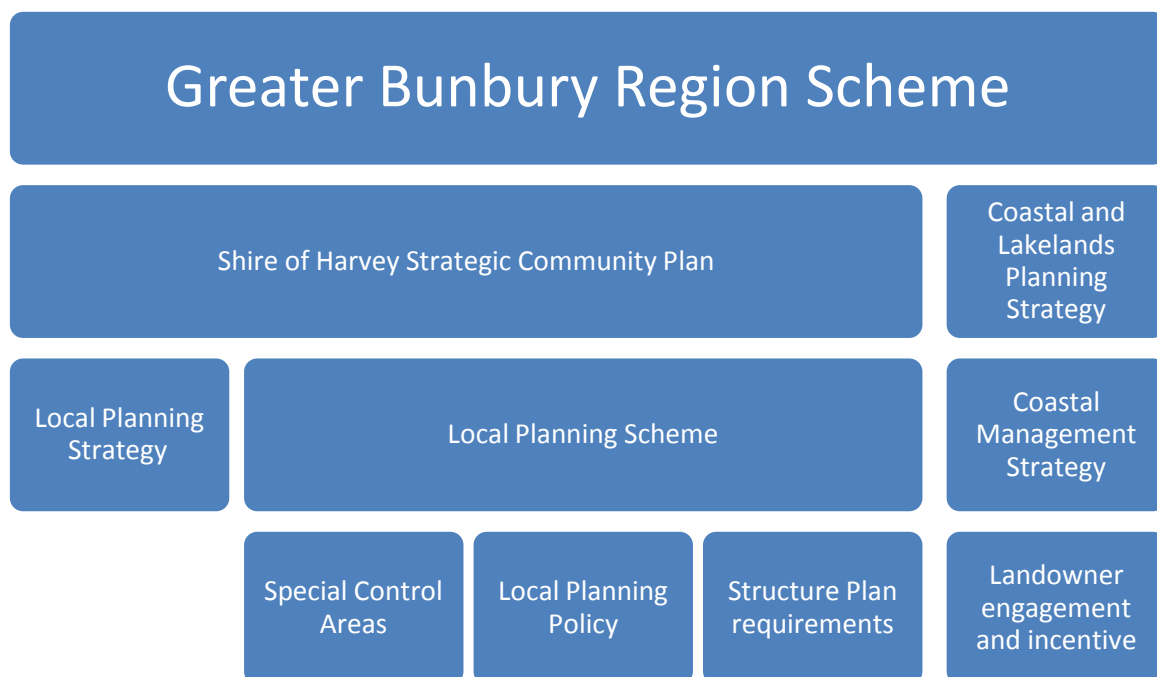 Greater Bunbury Region Scheme
Shire of Harvey Strategic Community Plan
Coastal and
Lakelands
Planning
Strategy
Local Planning
Strategy
Local Planning Scheme
Coastal
Management
Strategy
Special Control
Areas
Local Planning
Policy
Structure Plan
requirements
Landowner
engagement
and incentive